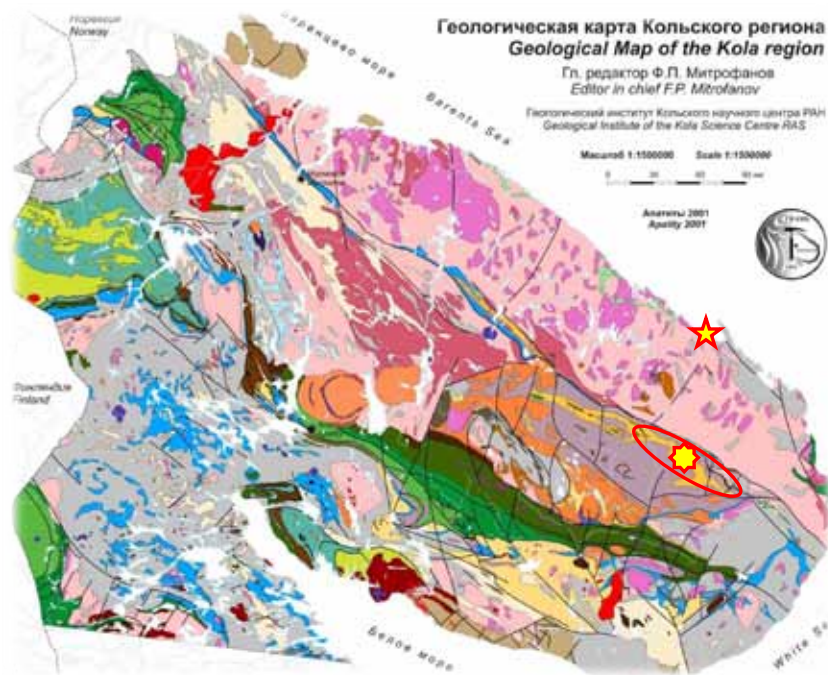 Геологическая карта Кольского региона
Geological Map of the Kola region
Гл. редактор Ф.П. Митрофанов
Editor in chief F.P. Mitrofanov
Геологический институт Кольского научного центра РАН
Geological Institute of the Kola Science Centre RAS
Масштаб 1:1500000 Scale 1:1500000
Апатиты 2001
Apatity 2001
Норвегия
Norway
Баренцево море
Barents Sea
Финляндия
Finland
Белое море
White Se